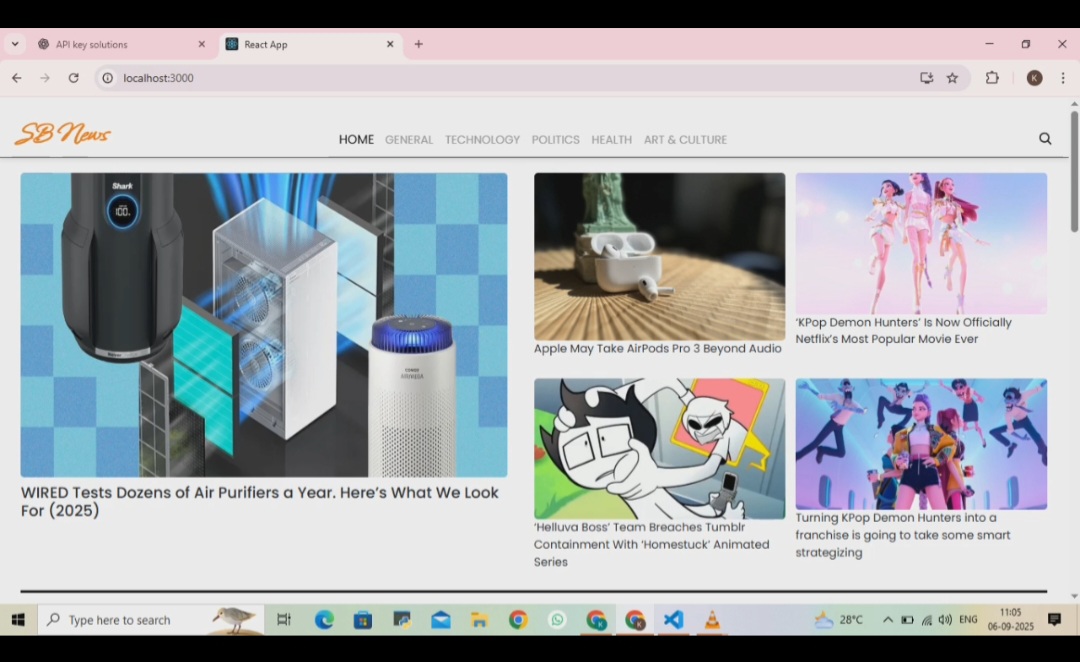 API key solutions
React App
localhost:3000
K
SB News
HOME GENERAL TECHNOLOGY POLITICS HEALTH ART & CULTURE
Shark
100
WIRED Tests Dozens of Air Purifiers a Year. Here's What We Look
For (2025)
Apple May Take AirPods Pro 3 Beyond Audio
'KPop Demon Hunters' Is Now Officially
Netflix's Most Popular Movie Ever
'Helluva Boss' Team Breaches Tumblr
Containment With 'Homestuck' Animated
Series
Turning KPop Demon Hunters into a
franchise is going to take some smart
strategizing
Type here to search
28°C
ENG
11:05
06-09-2025